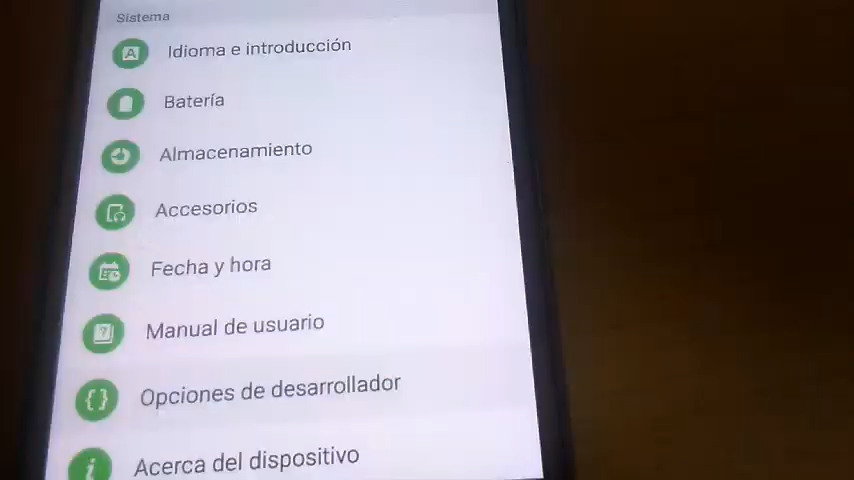 Sistema
Idioma e introducción
Batería
Almacenamiento
Accesorios
Fecha y hora
Manual de usuario
Opciones de desarrollador
Acerca del dispositivo